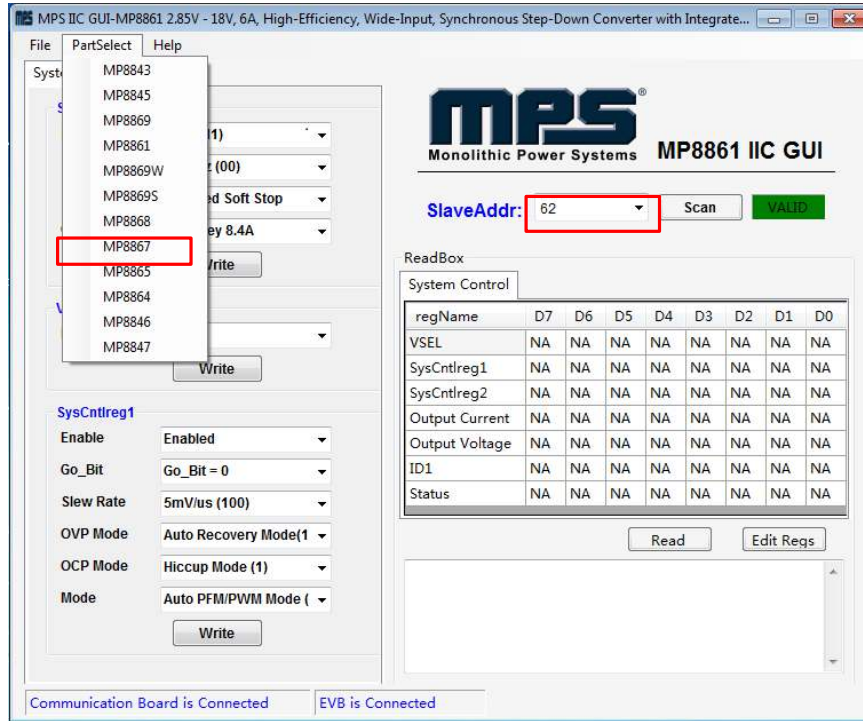 MPS IIC GUI-MP8861 2.85V - 18V, 6A, High-Efficiency, Wide-Input, Synchronous Step-Down Converter with Integrate...
File PartSelect Help
Syste
MP8843
MP8845
MP8869
MP8861
MP8869W
MP8869S
MP8868
MP8867
MP8865
MP8864
MP8846
MP8847
S
1)
z (00)
ed Soft Stop
ey 8.4A
Write
V
Write
SysCntlreg1
Enable Enabled
Go_Bit Go_Bit = 0
Slew Rate 5mV/us (100)
OVP Mode Auto Recovery Mode(1
OCP Mode Hiccup Mode (1)
Mode Auto PFM/PWM Mode (
Write
mps®
Monolithic Power Systems
MP8861 IIC GUI
SlaveAddr: 62 Scan VALID
ReadBox
System Control
regName D7 D6 D5 D4 D3 D2 D1 D0
VSEL NA NA NA NA NA NA NA NA
SysCntlreg1 NA NA NA NA NA NA NA NA
SysCntlreg2 NA NA NA NA NA NA NA NA
Output Current NA NA NA NA NA NA NA NA
Output Voltage NA NA NA NA NA NA NA NA
ID1 NA NA NA NA NA NA NA NA
Status NA NA NA NA NA NA NA NA
Read Edit Regs
Communication Board is Connected EVB is Connected